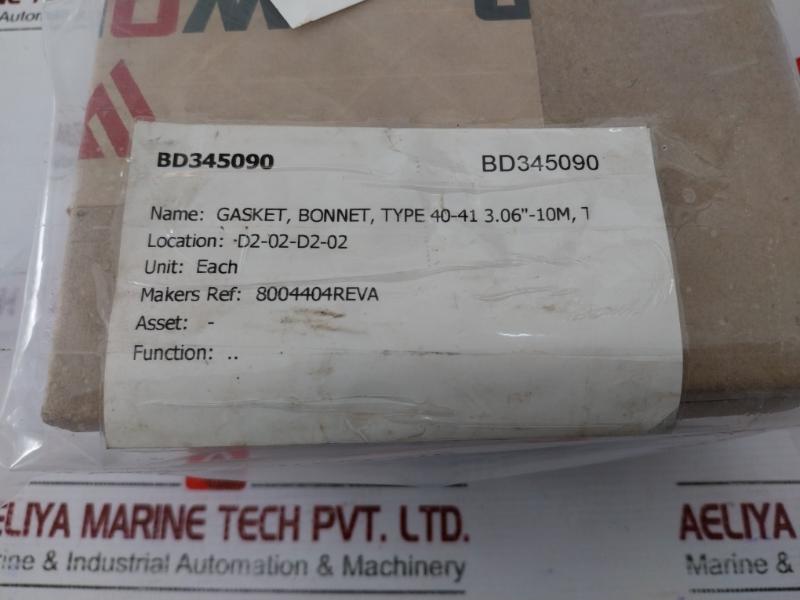 BD345090 BD345090
Name: GASKET, BONNET, TYPE 40-41 3.06"-10M,
Location: -D2-02-D2-02
Unit: Each
Makers Ref: 8004404REVA
Asset: -
Function: ..
AELIYA MARINE TECH PVT. LTD. AELIYA
Marine & Industrial Automation & Machinery Marine &